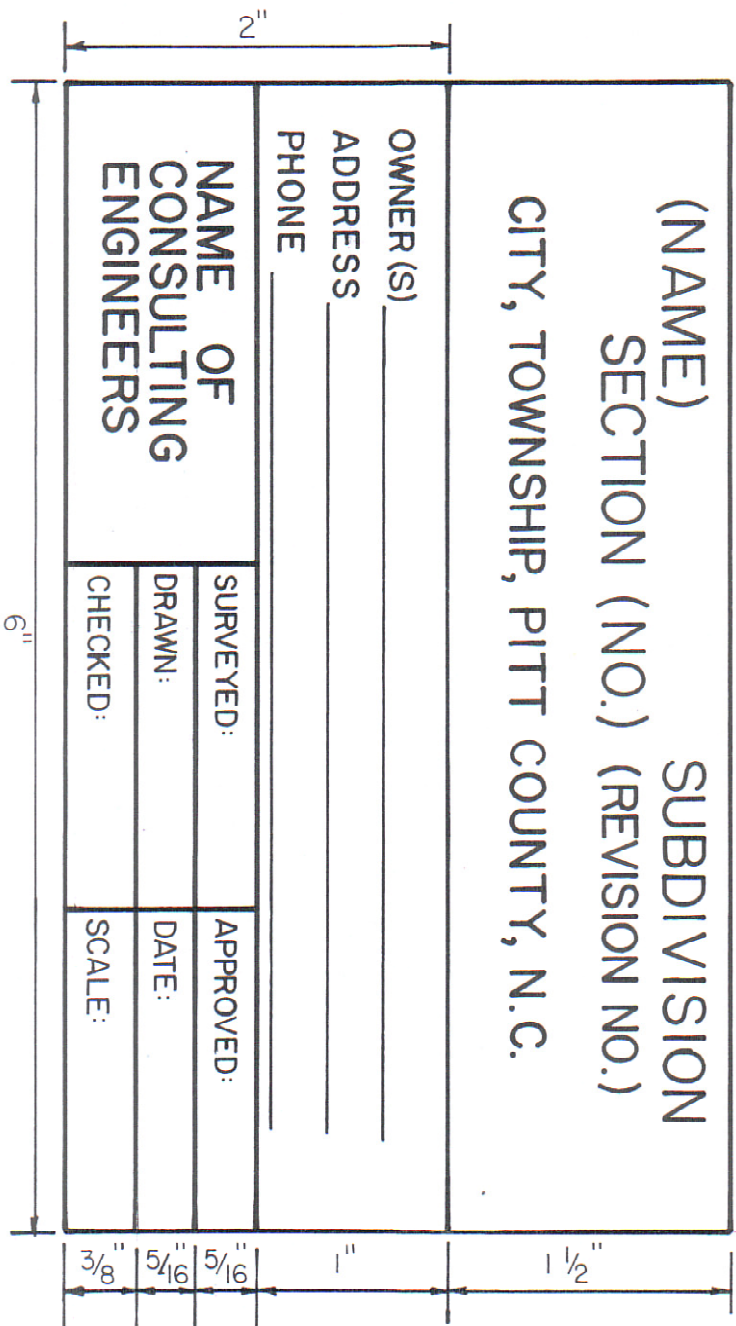 (NAME) SUBDIVISION
SECTION (NO.) (REVISION NO.)
CITY, TOWNSHIP, PITT COUNTY, N.C.
1 1/2"
OWNER(S)
ADDRESS
PHONE
1"
2"
NAME OF
CONSULTING
ENGINEERS
SURVEYED:
APPROVED:
5/16"
DRAWN:
DATE:
5/16"
CHECKED:
SCALE:
3/8"
6"